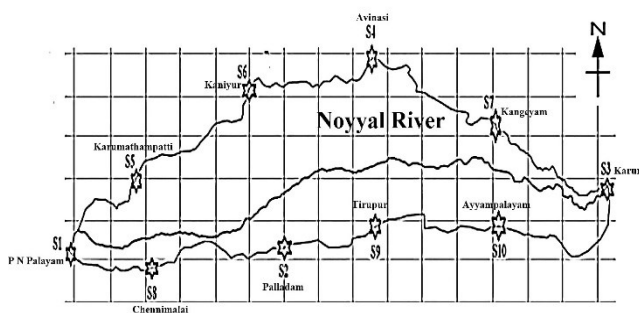 Avinasi
S4
N
S6
Kaniyur
S7
Kangeyam
Noyyal River
Karumathampatti
S5
S3
Karur
Tirupur
Ayyampalayam
S1
P N Palayam
S9
S10
S2
Palladam
S8
Chennimalai